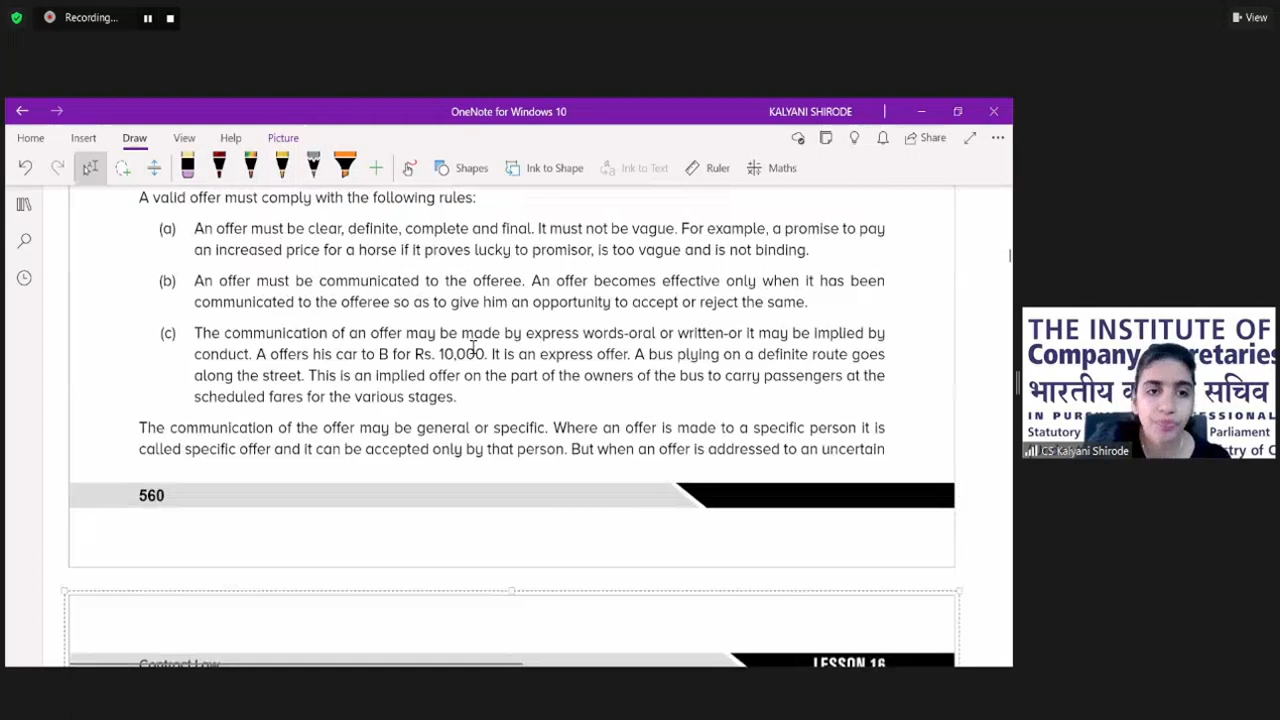 Recording...
View
OneNote for Windows 10
KALYANI SHIRODE
Home Insert Draw View Help Picture
Share
Shapes
Ink to Shape
Ink to Text
Ruler
Maths
A valid offer must comply with the following rules:
(a) An offer must be clear, definite, complete and final. It must not be vague. For example, a promise to pay
an increased price for a horse if it proves lucky to promisor, is too vague and is not binding.
(b) An offer must be communicated to the offeree. An offer becomes effective only when it has been
communicated to the offeree so as to give him an opportunity to accept or reject the same.
(c) The communication of an offer may be made by express words-oral or written-or it may be implied by
conduct. A offers his car to B for Rs. 10,000. It is an express offer. A bus plying on a definite route goes
along the street. This is an implied offer on the part of the owners of the bus to carry passengers at the
scheduled fares for the various stages.
The communication of the offer may be general or specific. Where an offer is made to a specific person it is
called specific offer and it can be accepted only by that person. But when an offer is addressed to an uncertain
560
Contract Law
LESSON 16
THE INSTITUTE OF
Company
भारतीय सचिव
IN
Statutory Parliament
CS Kalyani Shirode